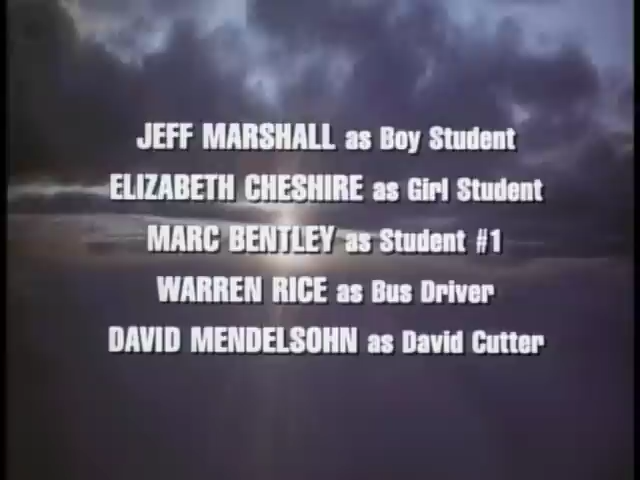 JEFF MARSHALL as Boy Student
ELIZABETH CHESHIRE as Girl Student
MARC BENTLEY as Student #1
WARREN RICE as Bus Driver
DAVID MENDELSOHN as David Cutter